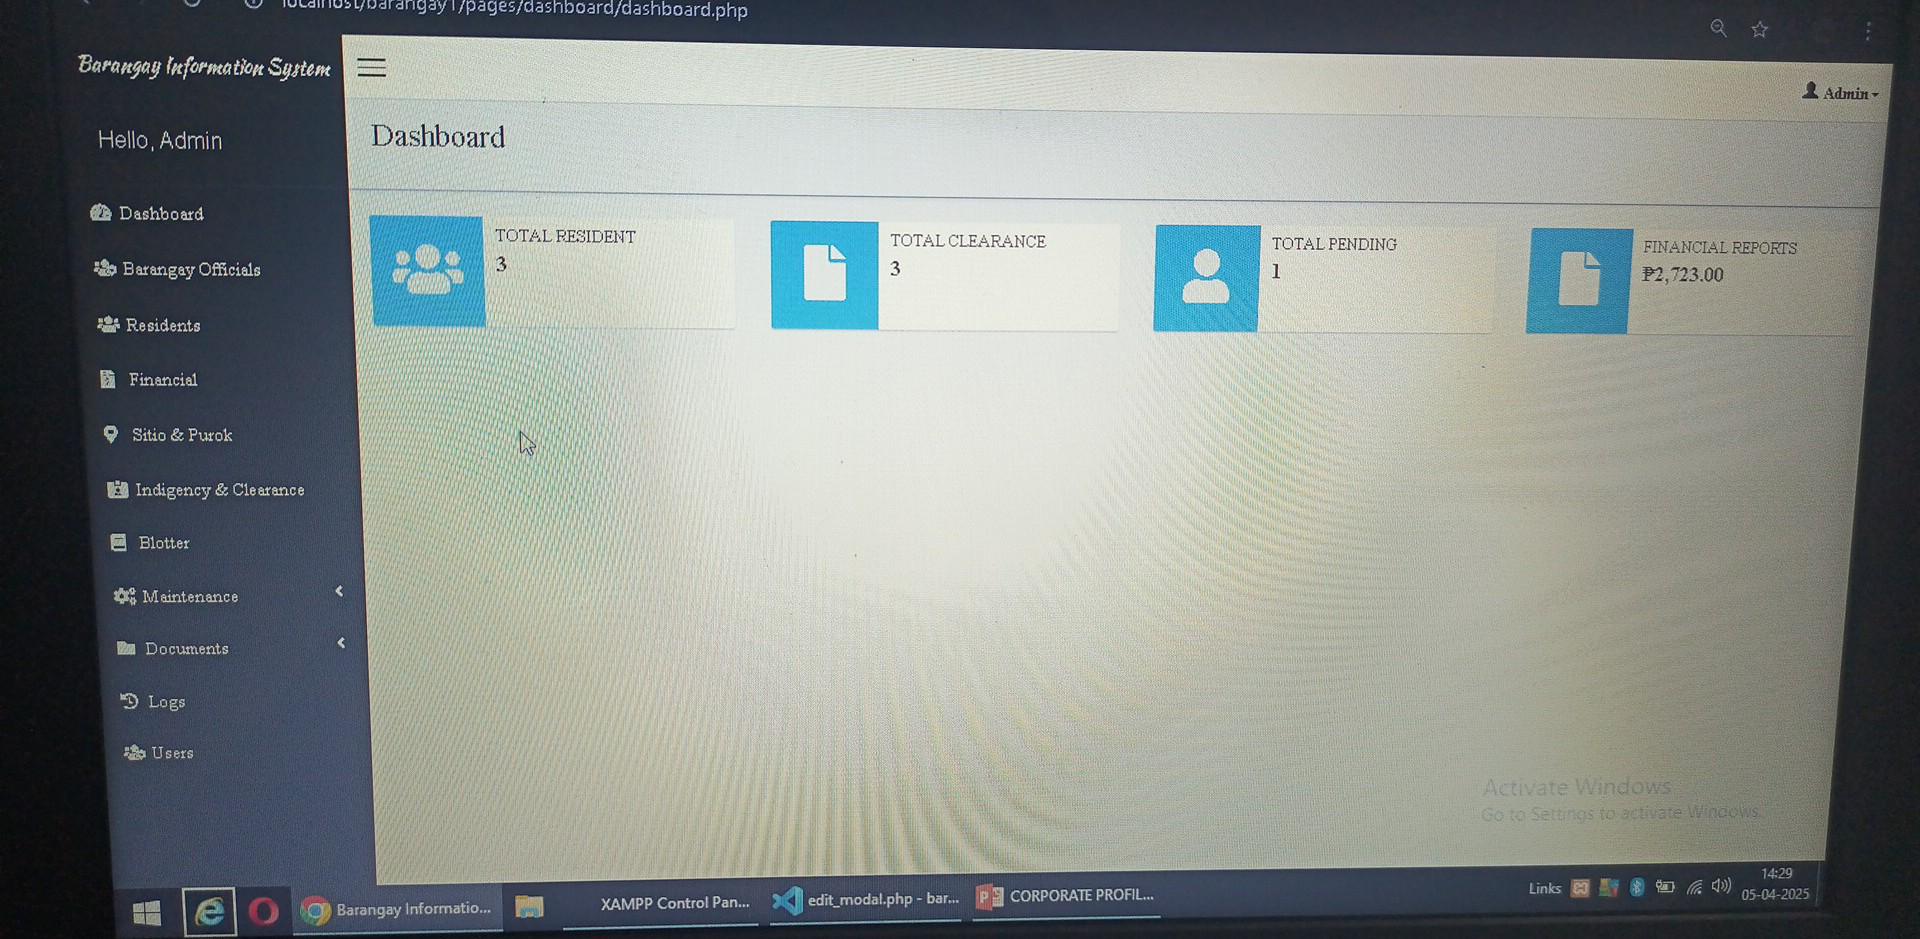 localhost/barangay1/pages/dashboard/dashboard.php
Barangay Information System
Admin
Hello, Admin
Dashboard
Dashboard
Barangay Officials
Residents
Financial
Sitio & Purok
Indigency & Clearance
Blotter
Maintenance
Documents
Logs
Users
TOTAL RESIDENT
3
TOTAL CLEARANCE
3
TOTAL PENDING
1
FINANCIAL REPORTS
₱2,723.00
Activate Windows
Go to Settings to activate Windows.
Barangay Informatio...
XAMPP Control Pan...
edit_modal.php - bar...
CORPORATE PROFIL...
Links
14:29
05-04-2025